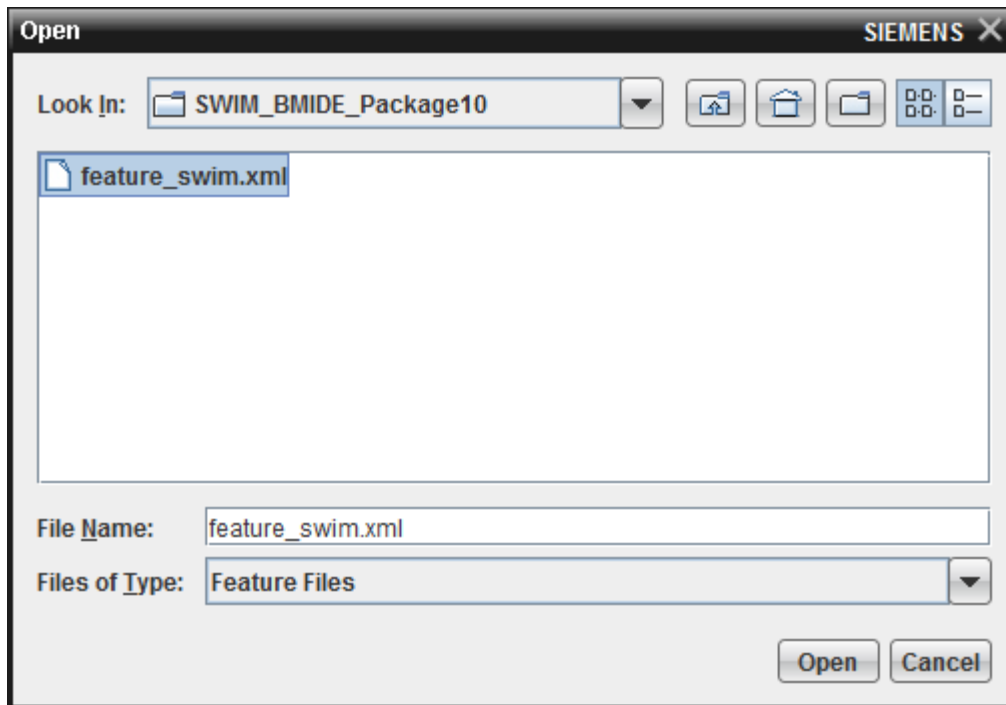 Open SIEMENS
Look In: SWIM_BMIDE_Package10
feature_swim.xml
File Name: feature_swim.xml
Files of Type: Feature Files
Open Cancel